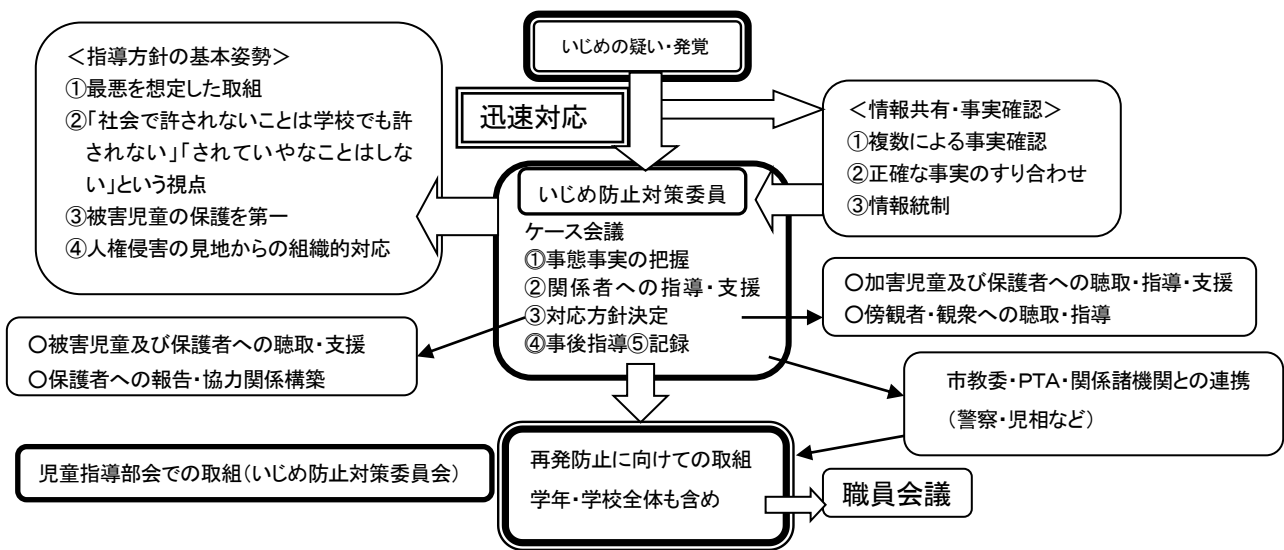 いじめの疑い・発覚
＜指導方針の基本姿勢＞
①最悪を想定した取組
②「社会で許されないことは学校でも許
されない」「されていやなことはしな
い」という視点
③被害児童の保護を第一
④人権侵害の見地からの組織的対応
迅速対応
＜情報共有・事実確認＞
①複数による事実確認
②正確な事実のすり合わせ
③情報統制
いじめ防止対策委員
ケース会議
①事態事実の把握
②関係者への指導・支援
③対応方針決定
④事後指導⑤記録
〇加害児童及び保護者への聴取・指導・支援
〇傍観者・観衆への聴取・指導
〇被害児童及び保護者への聴取・支援
〇保護者への報告・協力関係構築
市教委・PTA・関係諸機関との連携
（警察・児相など）
児童指導部会での取組（いじめ防止対策委員会）
再発防止に向けての取組
学年・学校全体も含め
職員会議